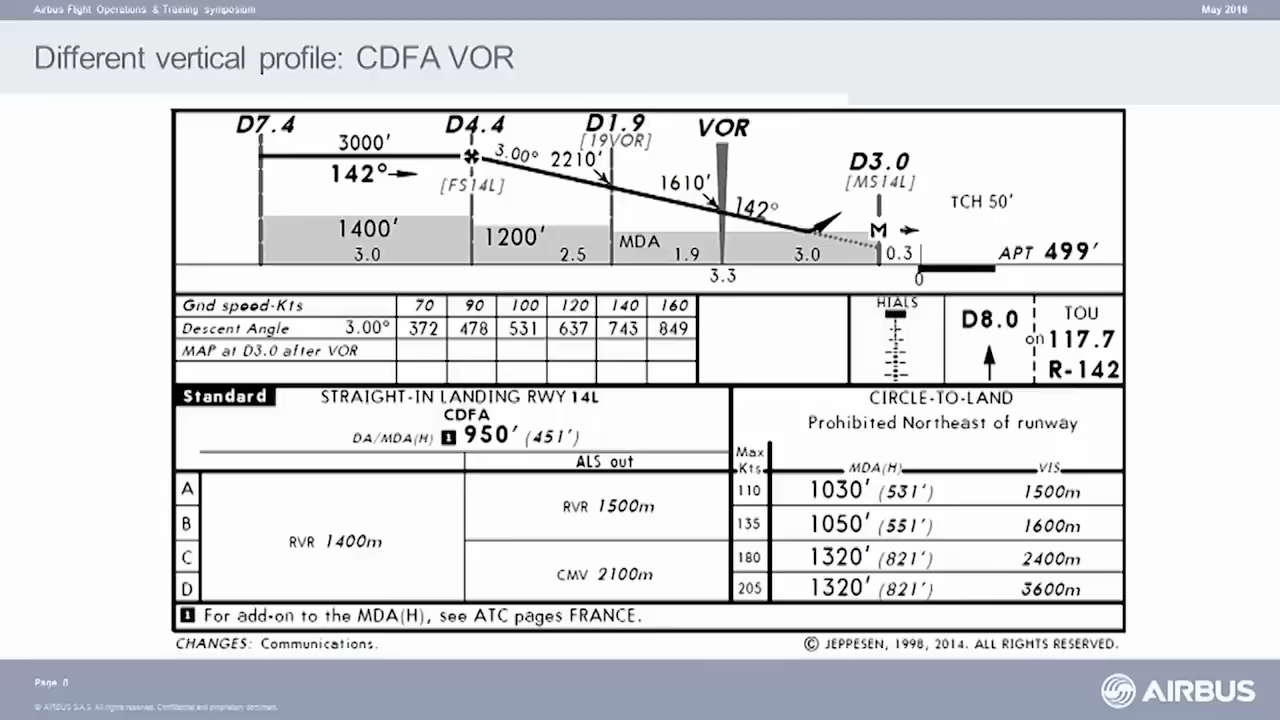 Airbus Flight Operations & Training symposium
May 2016
Different vertical profile: CDFA VOR
D7.4 D4.4 D1.9 VOR
[19VOR]
3000′ 3.00° 2210′ D3.0
142° [FS14L] 1610′ [MS14L]
142° TCH 50′
1400′ 1200′ MDA M
3.0 2.5 1.9 3.0 0.3 APT 499′
3.3 0
Gnd speed-Kts 70 90 100 120 140 160
Descent Angle 3.00° 372 478 531 637 743 849
MAP at D3.0 after VOR
HIALS
D8.0
on
TOU
117.7
R-142
Standard STRAIGHT-IN LANDING RWY 14L
CDFA
DA/MDA(H) 1 950′ (451′)
ALS out
A
B
C
D
RVR 1400m
RVR 1500m
CMV 2100m
CIRCLE-TO-LAND
Prohibited Northeast of runway
Max
Kts MDA(H) VIS
110 1030′ (531′) 1500m
135 1050′ (551′) 1600m
180 1320′ (821′) 2400m
205 1320′ (821′) 3600m
1 For add-on to the MDA(H), see ATC pages FRANCE.
CHANGES: Communications.
© JEPPESEN, 1998, 2014. ALL RIGHTS RESERVED.
Page
© AIRBUS S.A.S. All rights reserved. Confidential and proprietary document.
AIRBUS